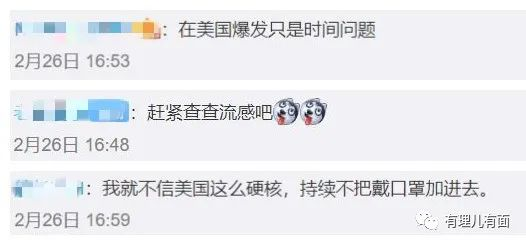 ：在美国爆发只是时间问题
2月26日 16:53
：赶紧查查流感吧
2月26日 16:48
：我就不信美国这么硬核，持续不把戴口罩加进去。
2月26日 16:59
有理儿有面